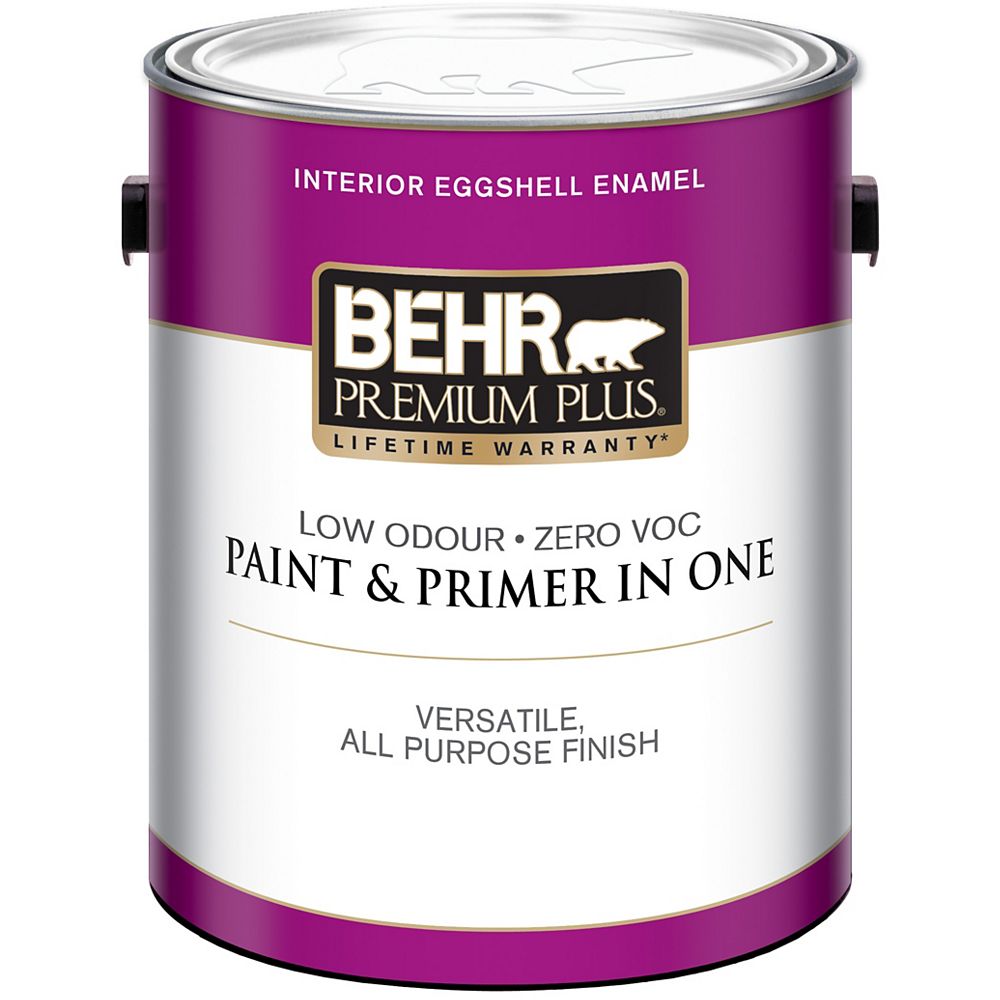 INTERIOR EGGSHELL ENAMEL
BEHR
PREMIUM PLUS®
LIFETIME WARRANTY*
LOW ODOUR • ZERO VOC
PAINT & PRIMER IN ONE
VERSATILE,
ALL PURPOSE FINISH